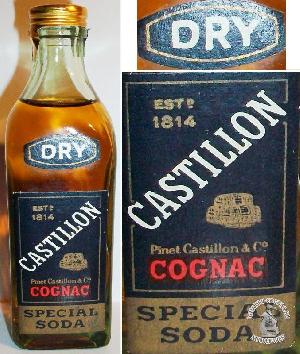 DRY
ESTD
1814
CASTILLON
Pinet Castillon & Co
COGNAC
SPECIAL
SODA
DRY
ESTD
1814
CASTILLON
Pinet Castillon & Co
COGNAC
SPECIAL
SODA